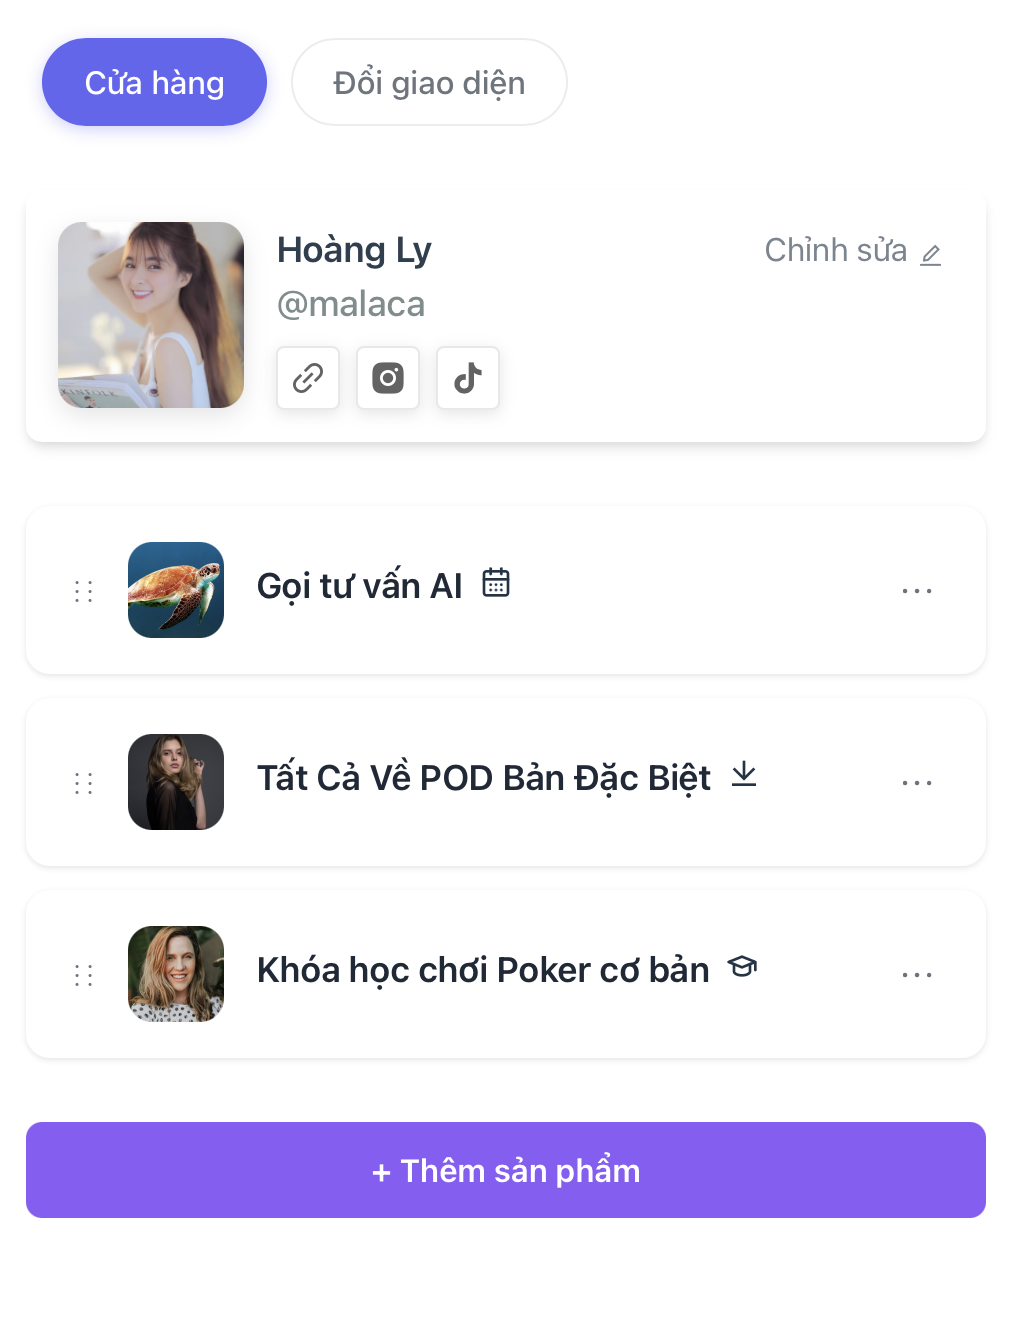 Cửa hàng
Đổi giao diện
Hoàng Ly
Chỉnh sửa
@malaca
KINFOLK
Gọi tư vấn AI
Tất Cả Về POD Bản Đặc Biệt
Khóa học chơi Poker cơ bản
+ Thêm sản phẩm